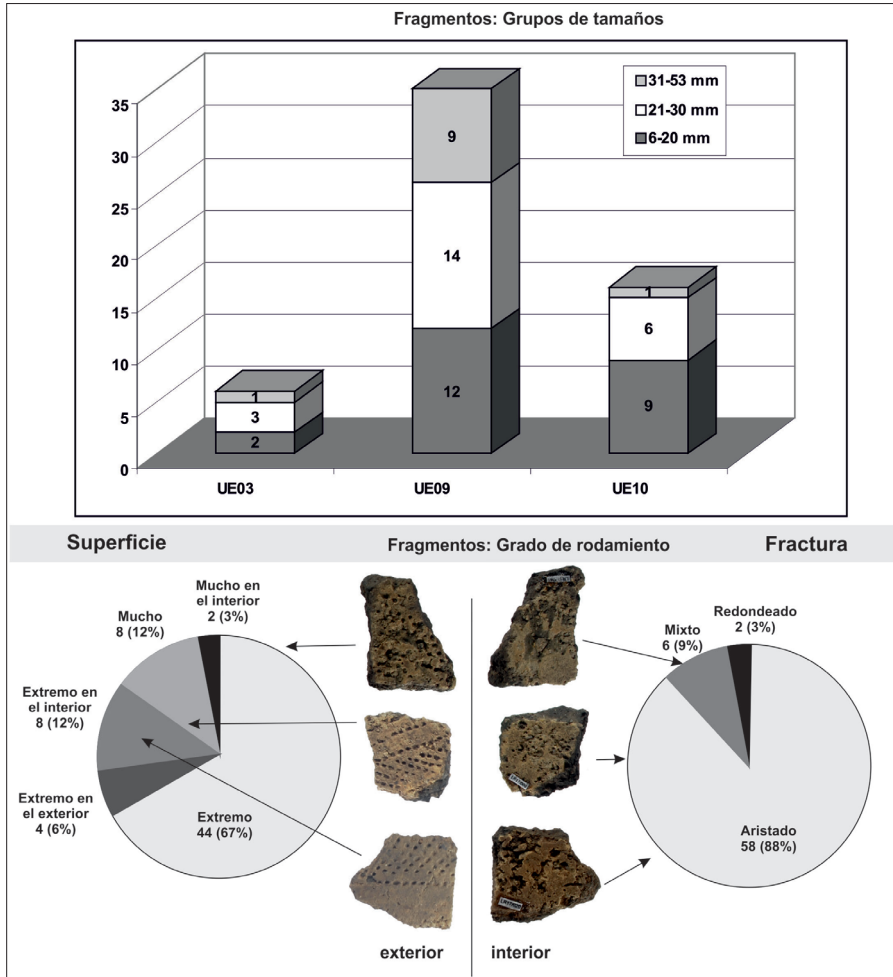 Fragmentos: Grupos de tamaños
31-53 mm
21-30 mm
6-20 mm
35
30
25
20
15
10
5
0
1
3
2
9
14
12
1
6
9
UE03
UE09
UE10
Superficie
Fragmentos: Grado de rodamiento
Fractura
Mucho en
el interior
2 (3%)
Mucho
8 (12%)
Extremo en
el interior
8 (12%)
Extremo en
el exterior
4 (6%)
Extremo
44 (67%)
Redondeado
2 (3%)
Mixto
6 (9%)
Aristado
58 (88%)
exterior
interior